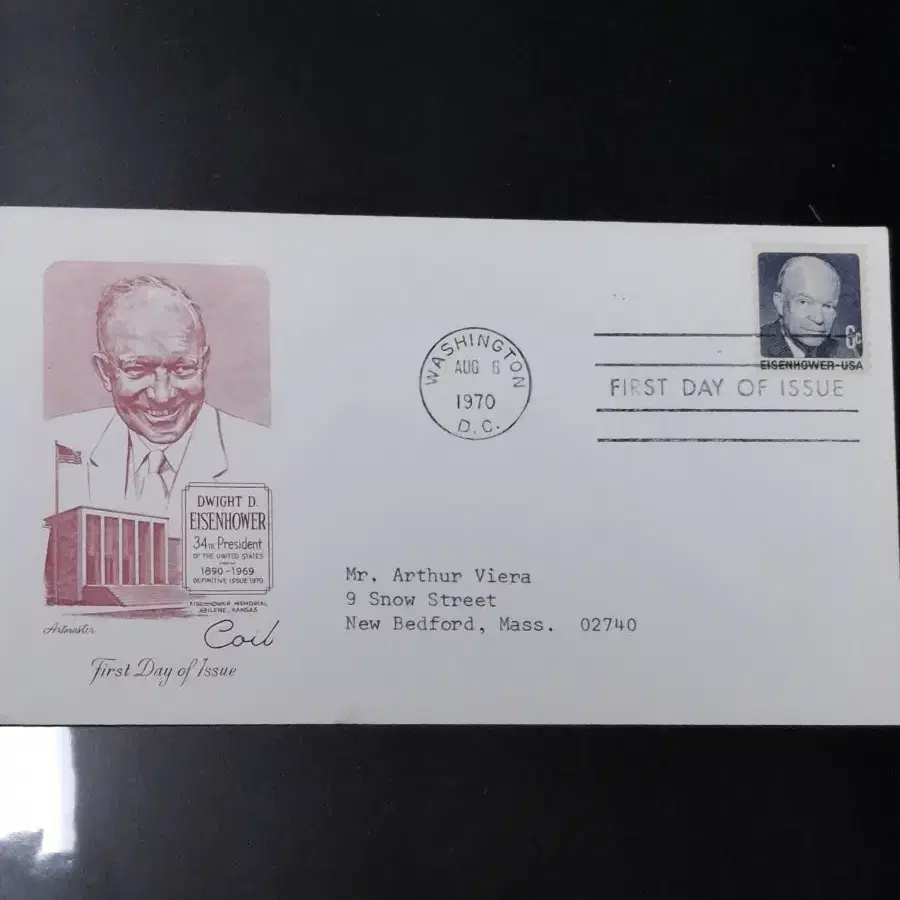 DWIGHT D.
EISENHOWER
34TH President
OF THE UNITED STATES
1890-1969
DEFINITIVE ISSUE 1970
EISENHOWER MEMORIAL
ABILENE, KANSAS
Artmaster
Coil
First Day of Issue
WASHINGTON
AUG 6
1970
D.C.
6c
EISENHOWER-USA
FIRST DAY OF ISSUE
Mr. Arthur Viera
9 Snow Street
New Bedford, Mass. 02740